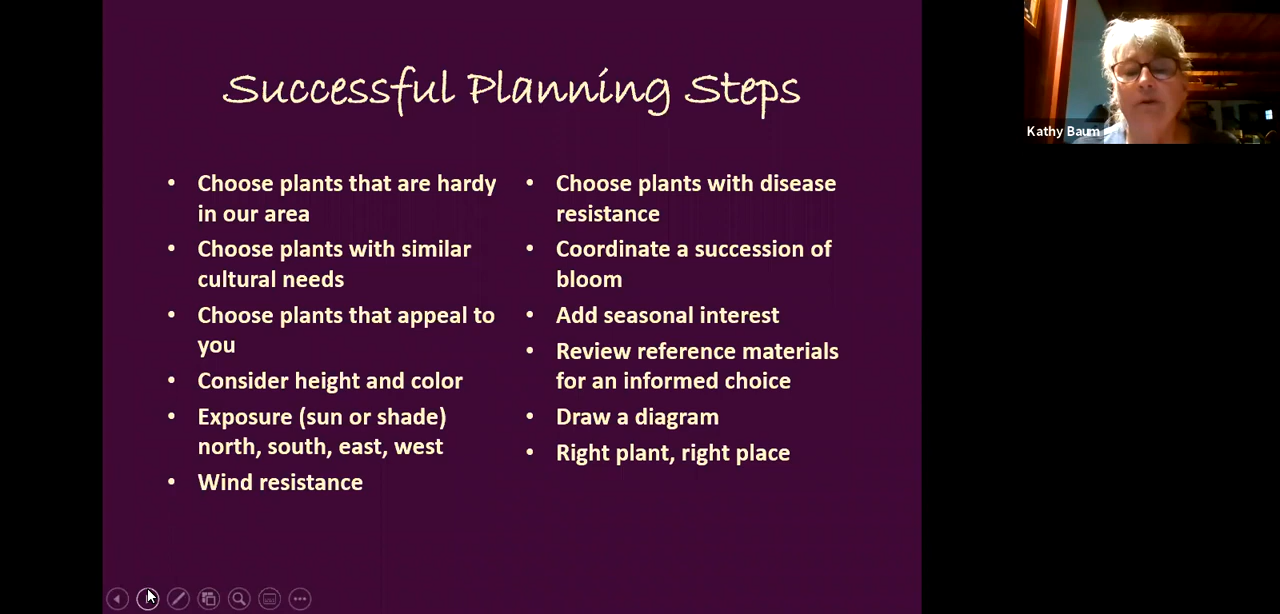 Successful Planning Steps
• Choose plants that are hardy
in our area
• Choose plants with similar
cultural needs
• Choose plants that appeal to
you
• Consider height and color
• Exposure (sun or shade)
north, south, east, west
• Wind resistance
• Choose plants with disease
resistance
• Coordinate a succession of
bloom
• Add seasonal interest
• Review reference materials
for an informed choice
• Draw a diagram
• Right plant, right place
Kathy Baum